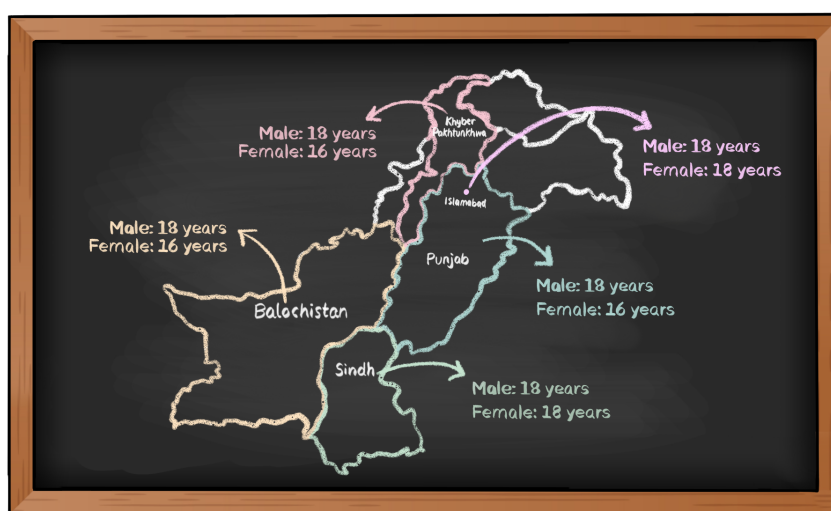 Khyber
Pakhtunkhwa
Male: 18 years
Female: 16 years
Male: 18 years
Female: 18 years
Islamabad
Male: 18 years
Female: 16 years
Punjab
Male: 18 years
Female: 16 years
Balochistan
Sindh
Male: 18 years
Female: 18 years